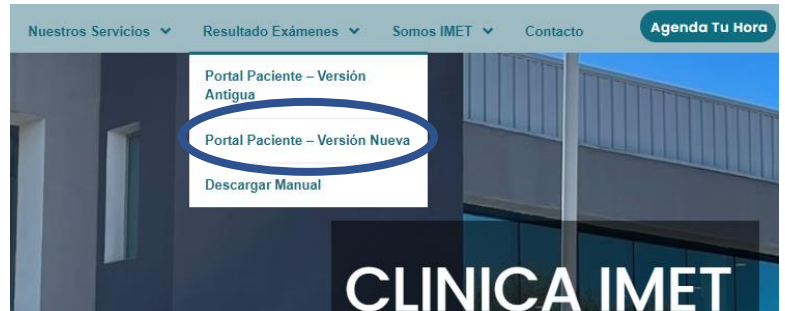 Nuestros Servicios
Resultado Exámenes
Somos IMET
Contacto
Agenda Tu Hora
Portal Paciente – Versión
Antigua
Portal Paciente – Versión Nueva
Descargar Manual
CLINICA IMET